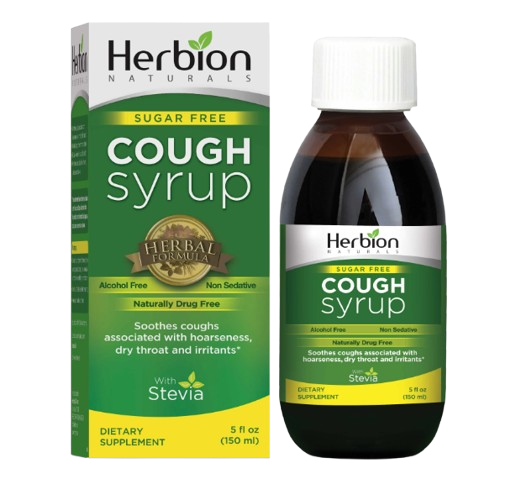 Herbion
NATURALS
SUGAR FREE
COUGH
syrup
HERBAL
FORMULA
Alcohol Free Non Sedative
Naturally Drug Free
Soothes coughs
associated with hoarseness,
dry throat and irritants*
With
Stevia
DIETARY
SUPPLEMENT
5 fl oz
(150 ml)
Herbion
NATURALS
SUGAR FREE
COUGH
syrup
Alcohol Free Non Sedative
Naturally Drug Free
Soothes coughs associated with
hoarseness, dry throat and irritants*
With
Stevia
DIETARY
SUPPLEMENT
5 fl oz
(150 ml)